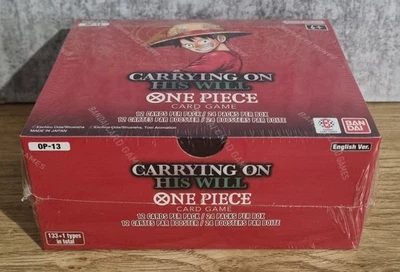 CARRYING ON
HIS WILL
ONE PIECE
CARD GAME
12 CARDS PER PACK / 24 PACKS PER BOX
12 CARTES PAR BOOSTER / 24 BOOSTERS PAR BOITE
MADE IN JAPAN
BANDAI
OP-13
English Ver.
CARRYING ON
HIS WILL
ONE PIECE
CARD GAME
12 CARDS PER PACK / 24 PACKS PER BOX
12 CARTES PAR BOOSTER / 24 BOOSTERS PAR BOITE
133+1 types
in total